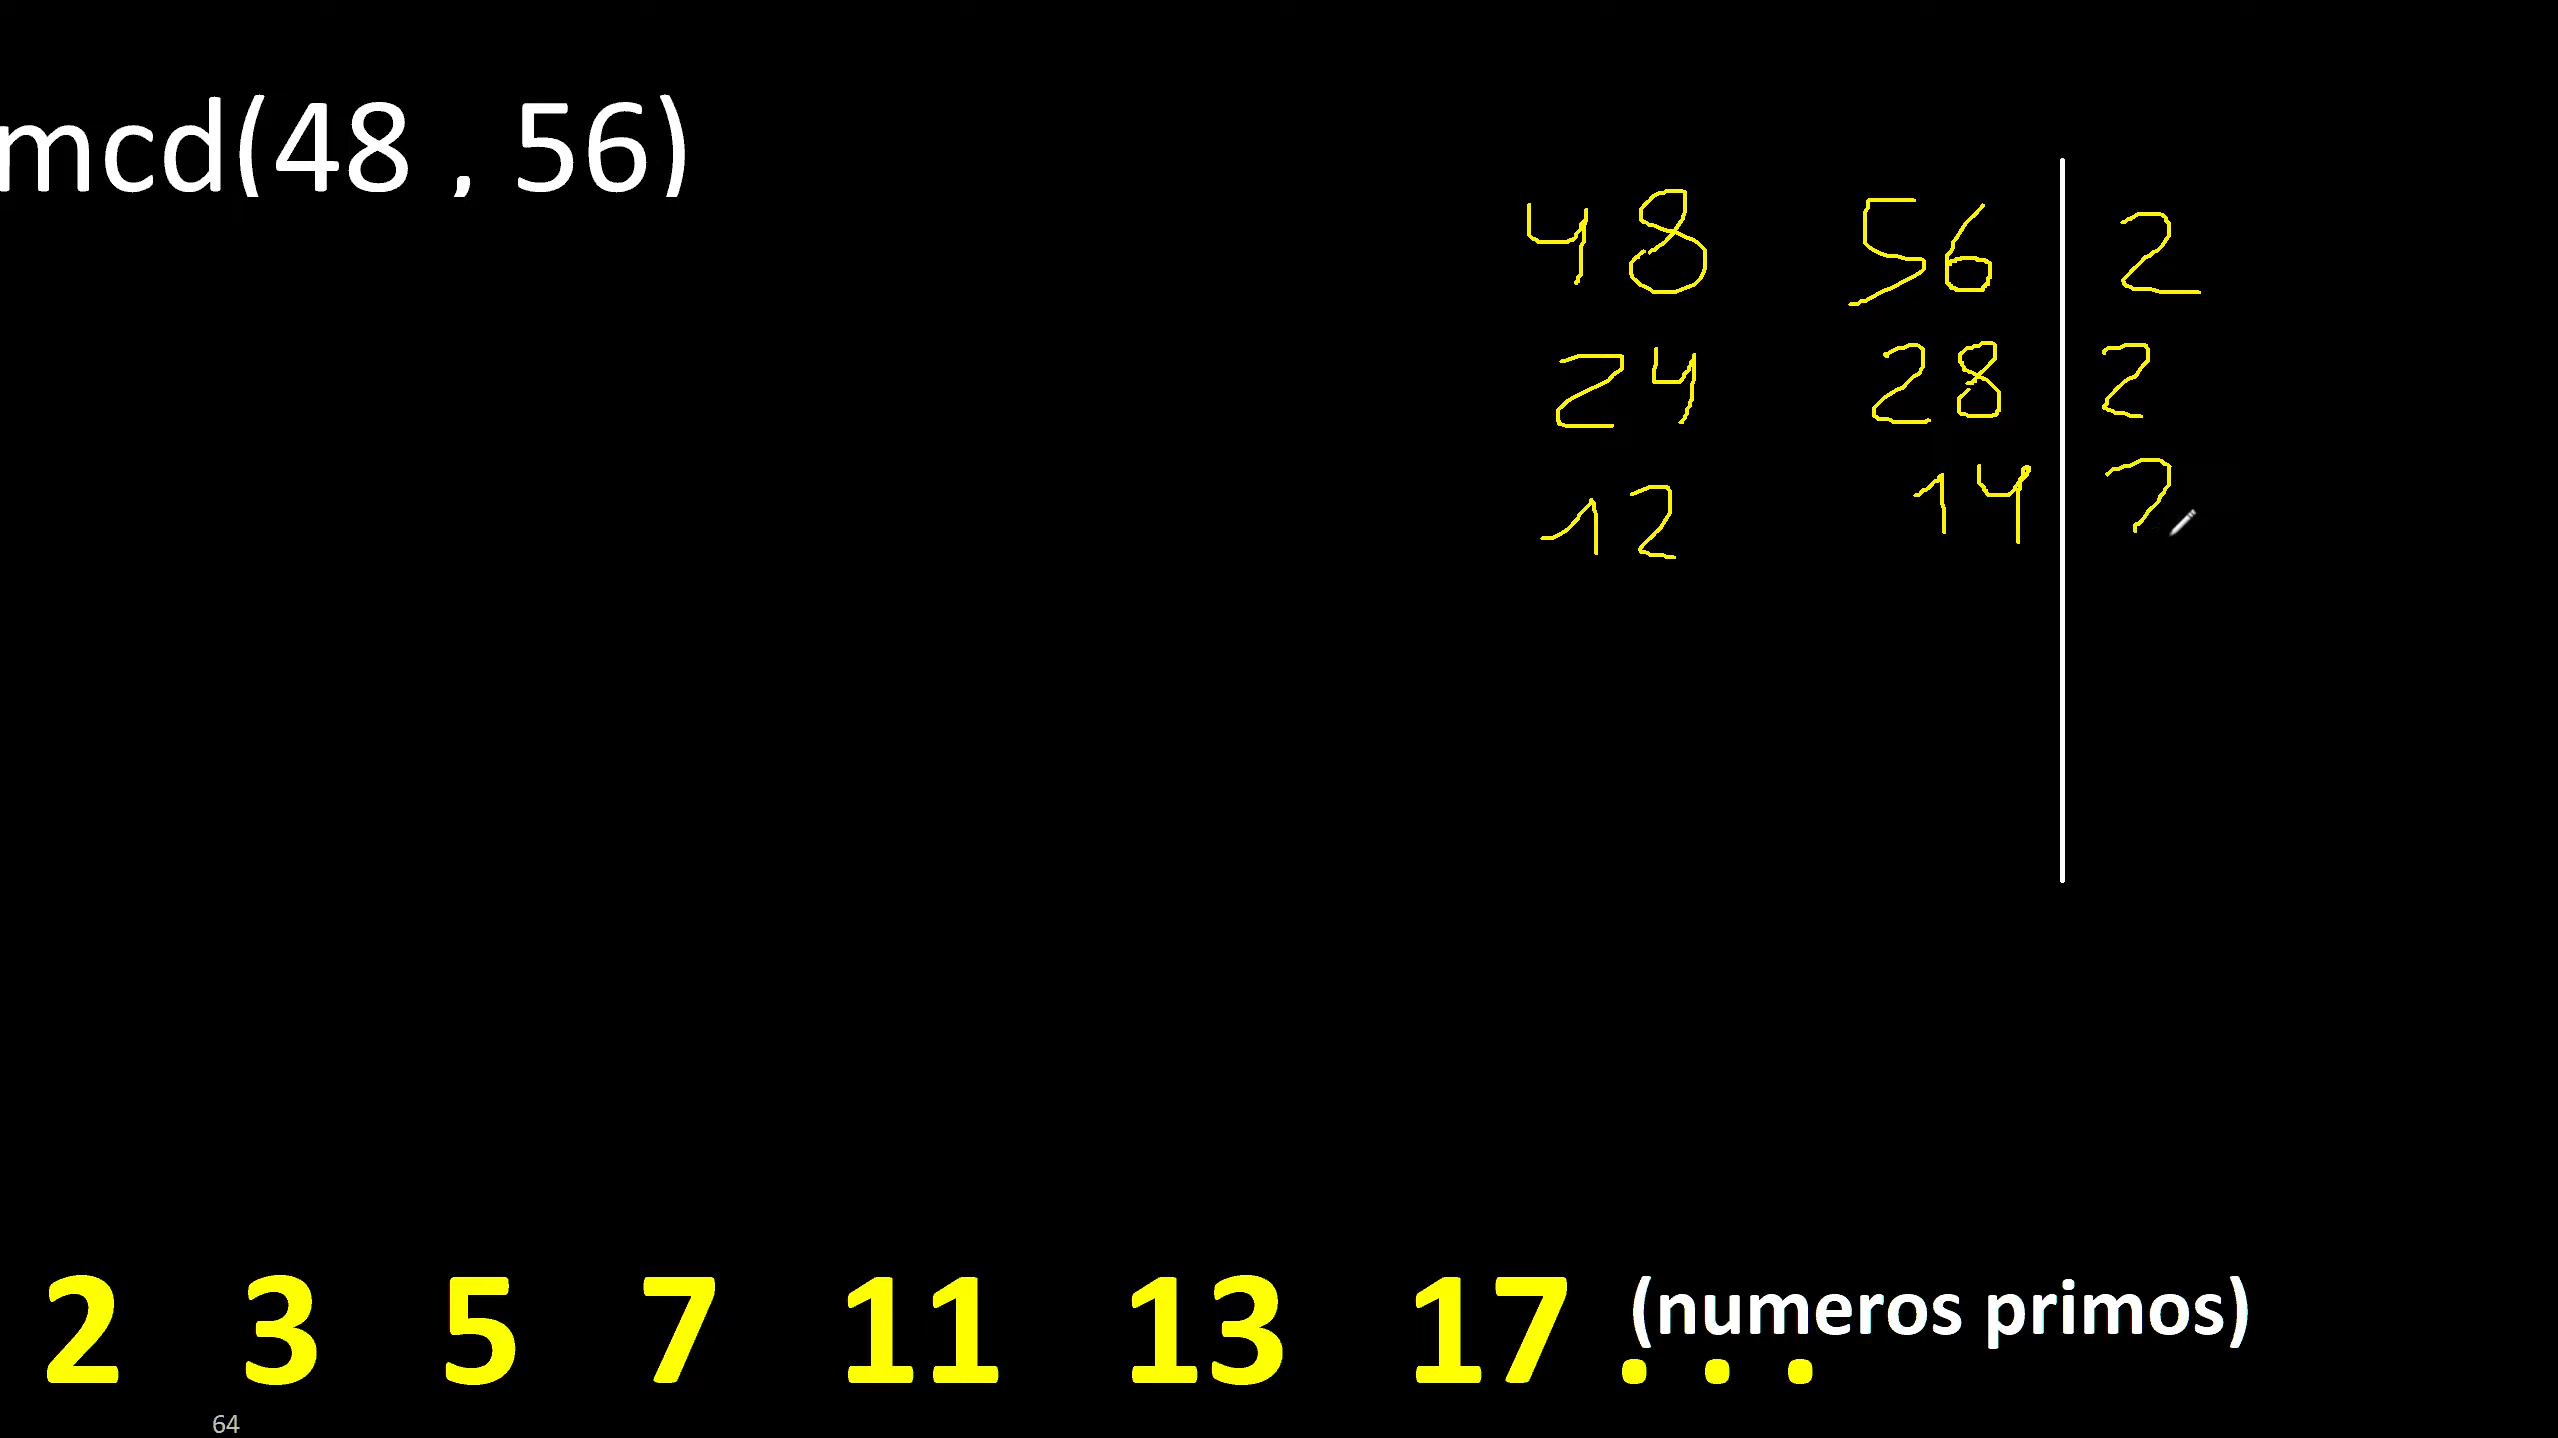 mcd(48 , 56)
48 56 2
24 28 2
12 14
2 3 5 7 11 13 17 . . . (numeros primos)
64